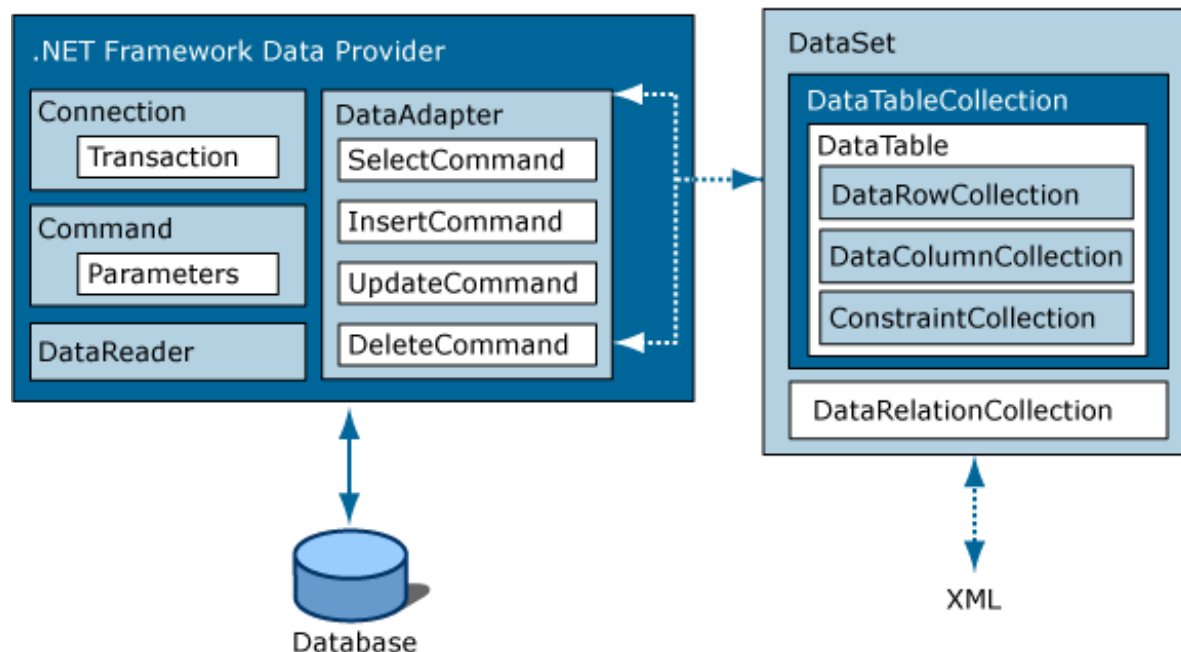 .NET Framework Data Provider
Connection
Transaction
Command
Parameters
DataReader
DataAdapter
SelectCommand
InsertCommand
UpdateCommand
DeleteCommand
Database
DataSet
DataTableCollection
DataTable
DataRowCollection
DataColumnCollection
ConstraintCollection
DataRelationCollection
XML